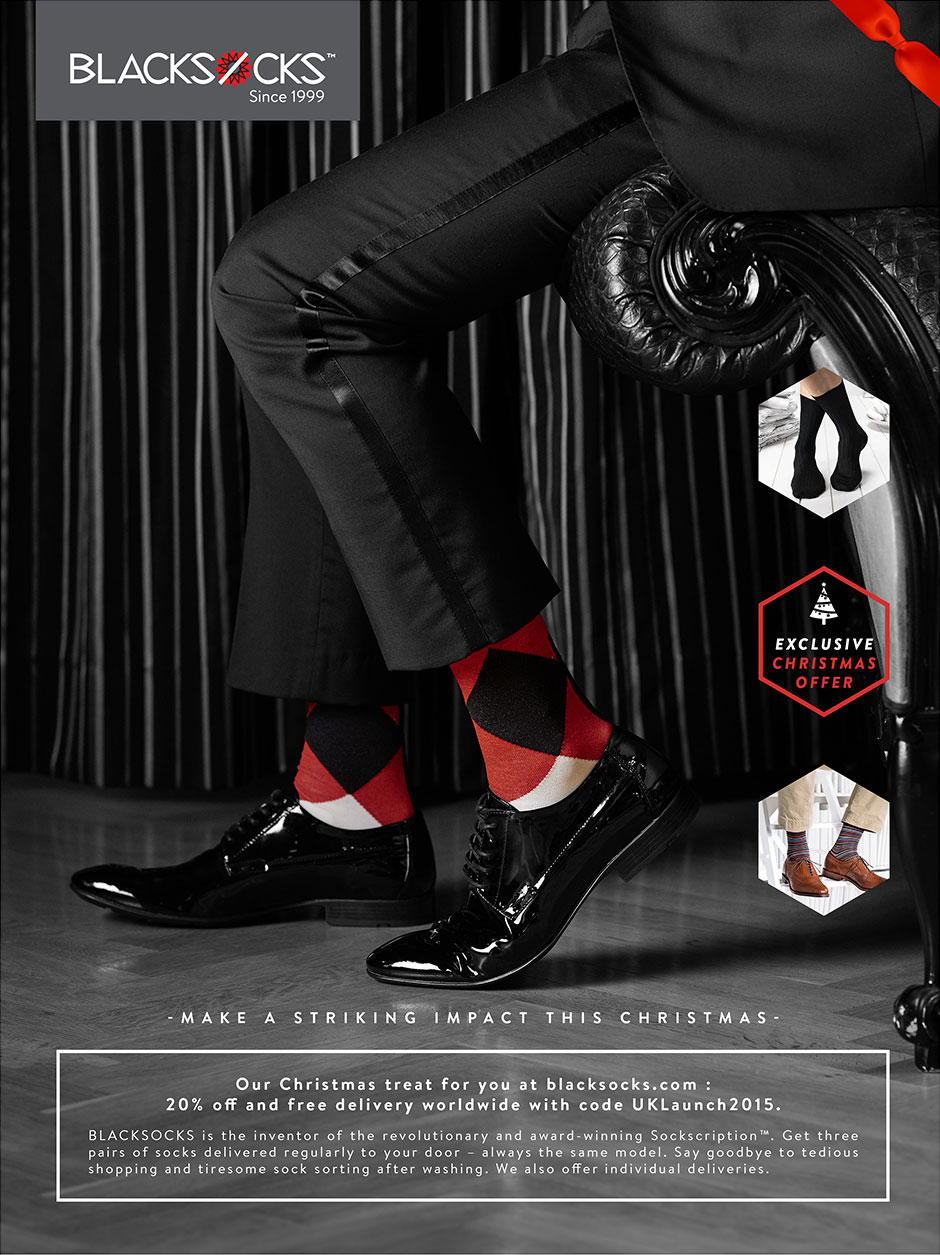 BLACKSOCKS™
Since 1999
EXCLUSIVE
CHRISTMAS
OFFER
-MAKE A STRIKING IMPACT THIS CHRISTMAS-
Our Christmas treat for you at blacksocks.com :
20% off and free delivery worldwide with code UKLaunch2015.
BLACKSOCKS is the inventor of the revolutionary and award-winning Sockscription™. Get three
pairs of socks delivered regularly to your door – always the same model. Say goodbye to tedious
shopping and tiresome sock sorting after washing. We also offer individual deliveries.